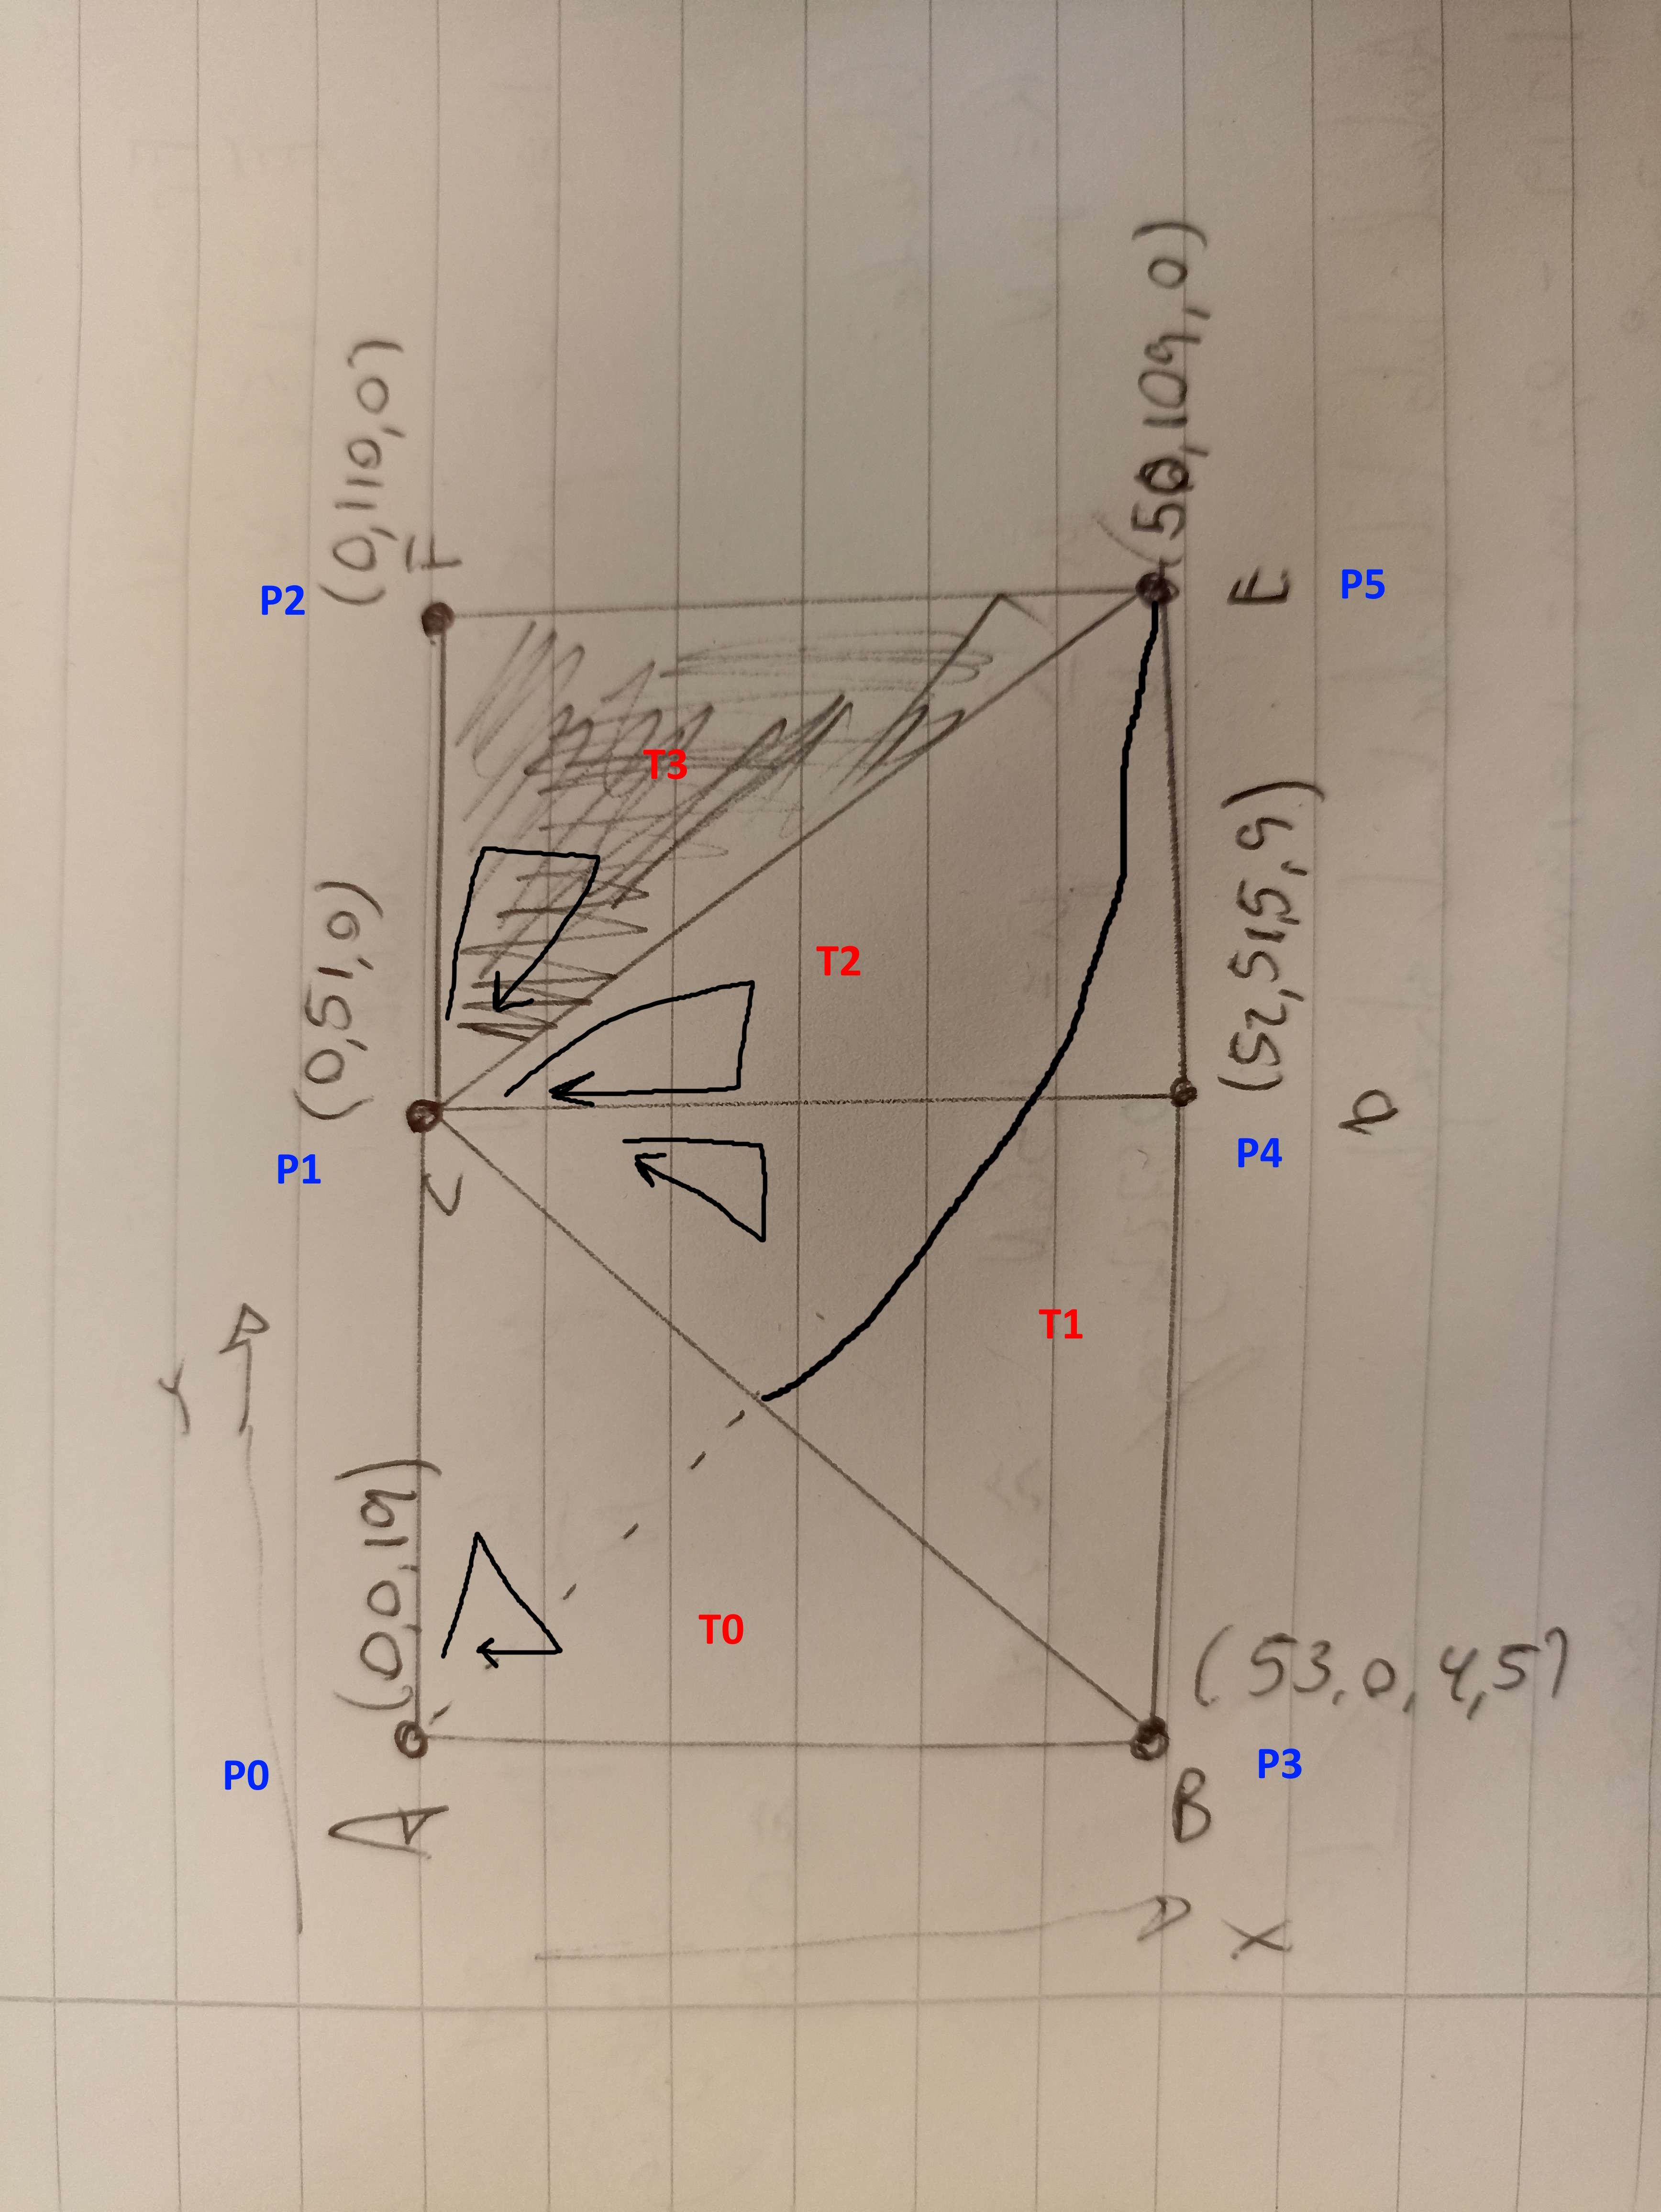 (0,110,0)
F
P2
(50,109,0)
E
P5
T3
(0,51,0)
C
P1
T2
(52,51,5,9)
D
P4
T1
Y
(0,0,19)
A
P0
T0
(53,0,4,5)
B
P3
X